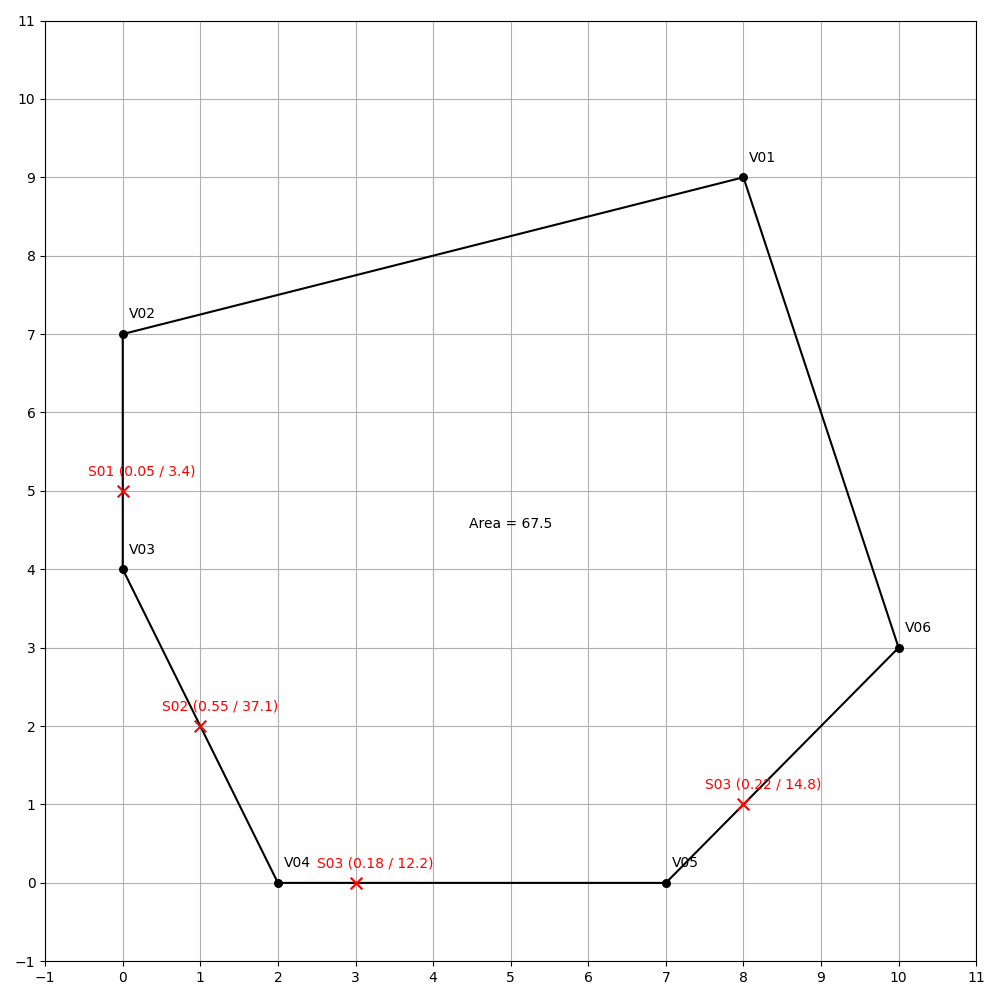 11
10
9
8
7
6
5
4
3
2
1
0
−1
V01
V02
S01 (0.05 / 3.4)
Area = 67.5
V03
V06
S02 (0.55 / 37.1)
S03 (0.22 / 14.8)
V04
S03 (0.18 / 12.2)
V05
−1 0 1 2 3 4 5 6 7 8 9 10 11